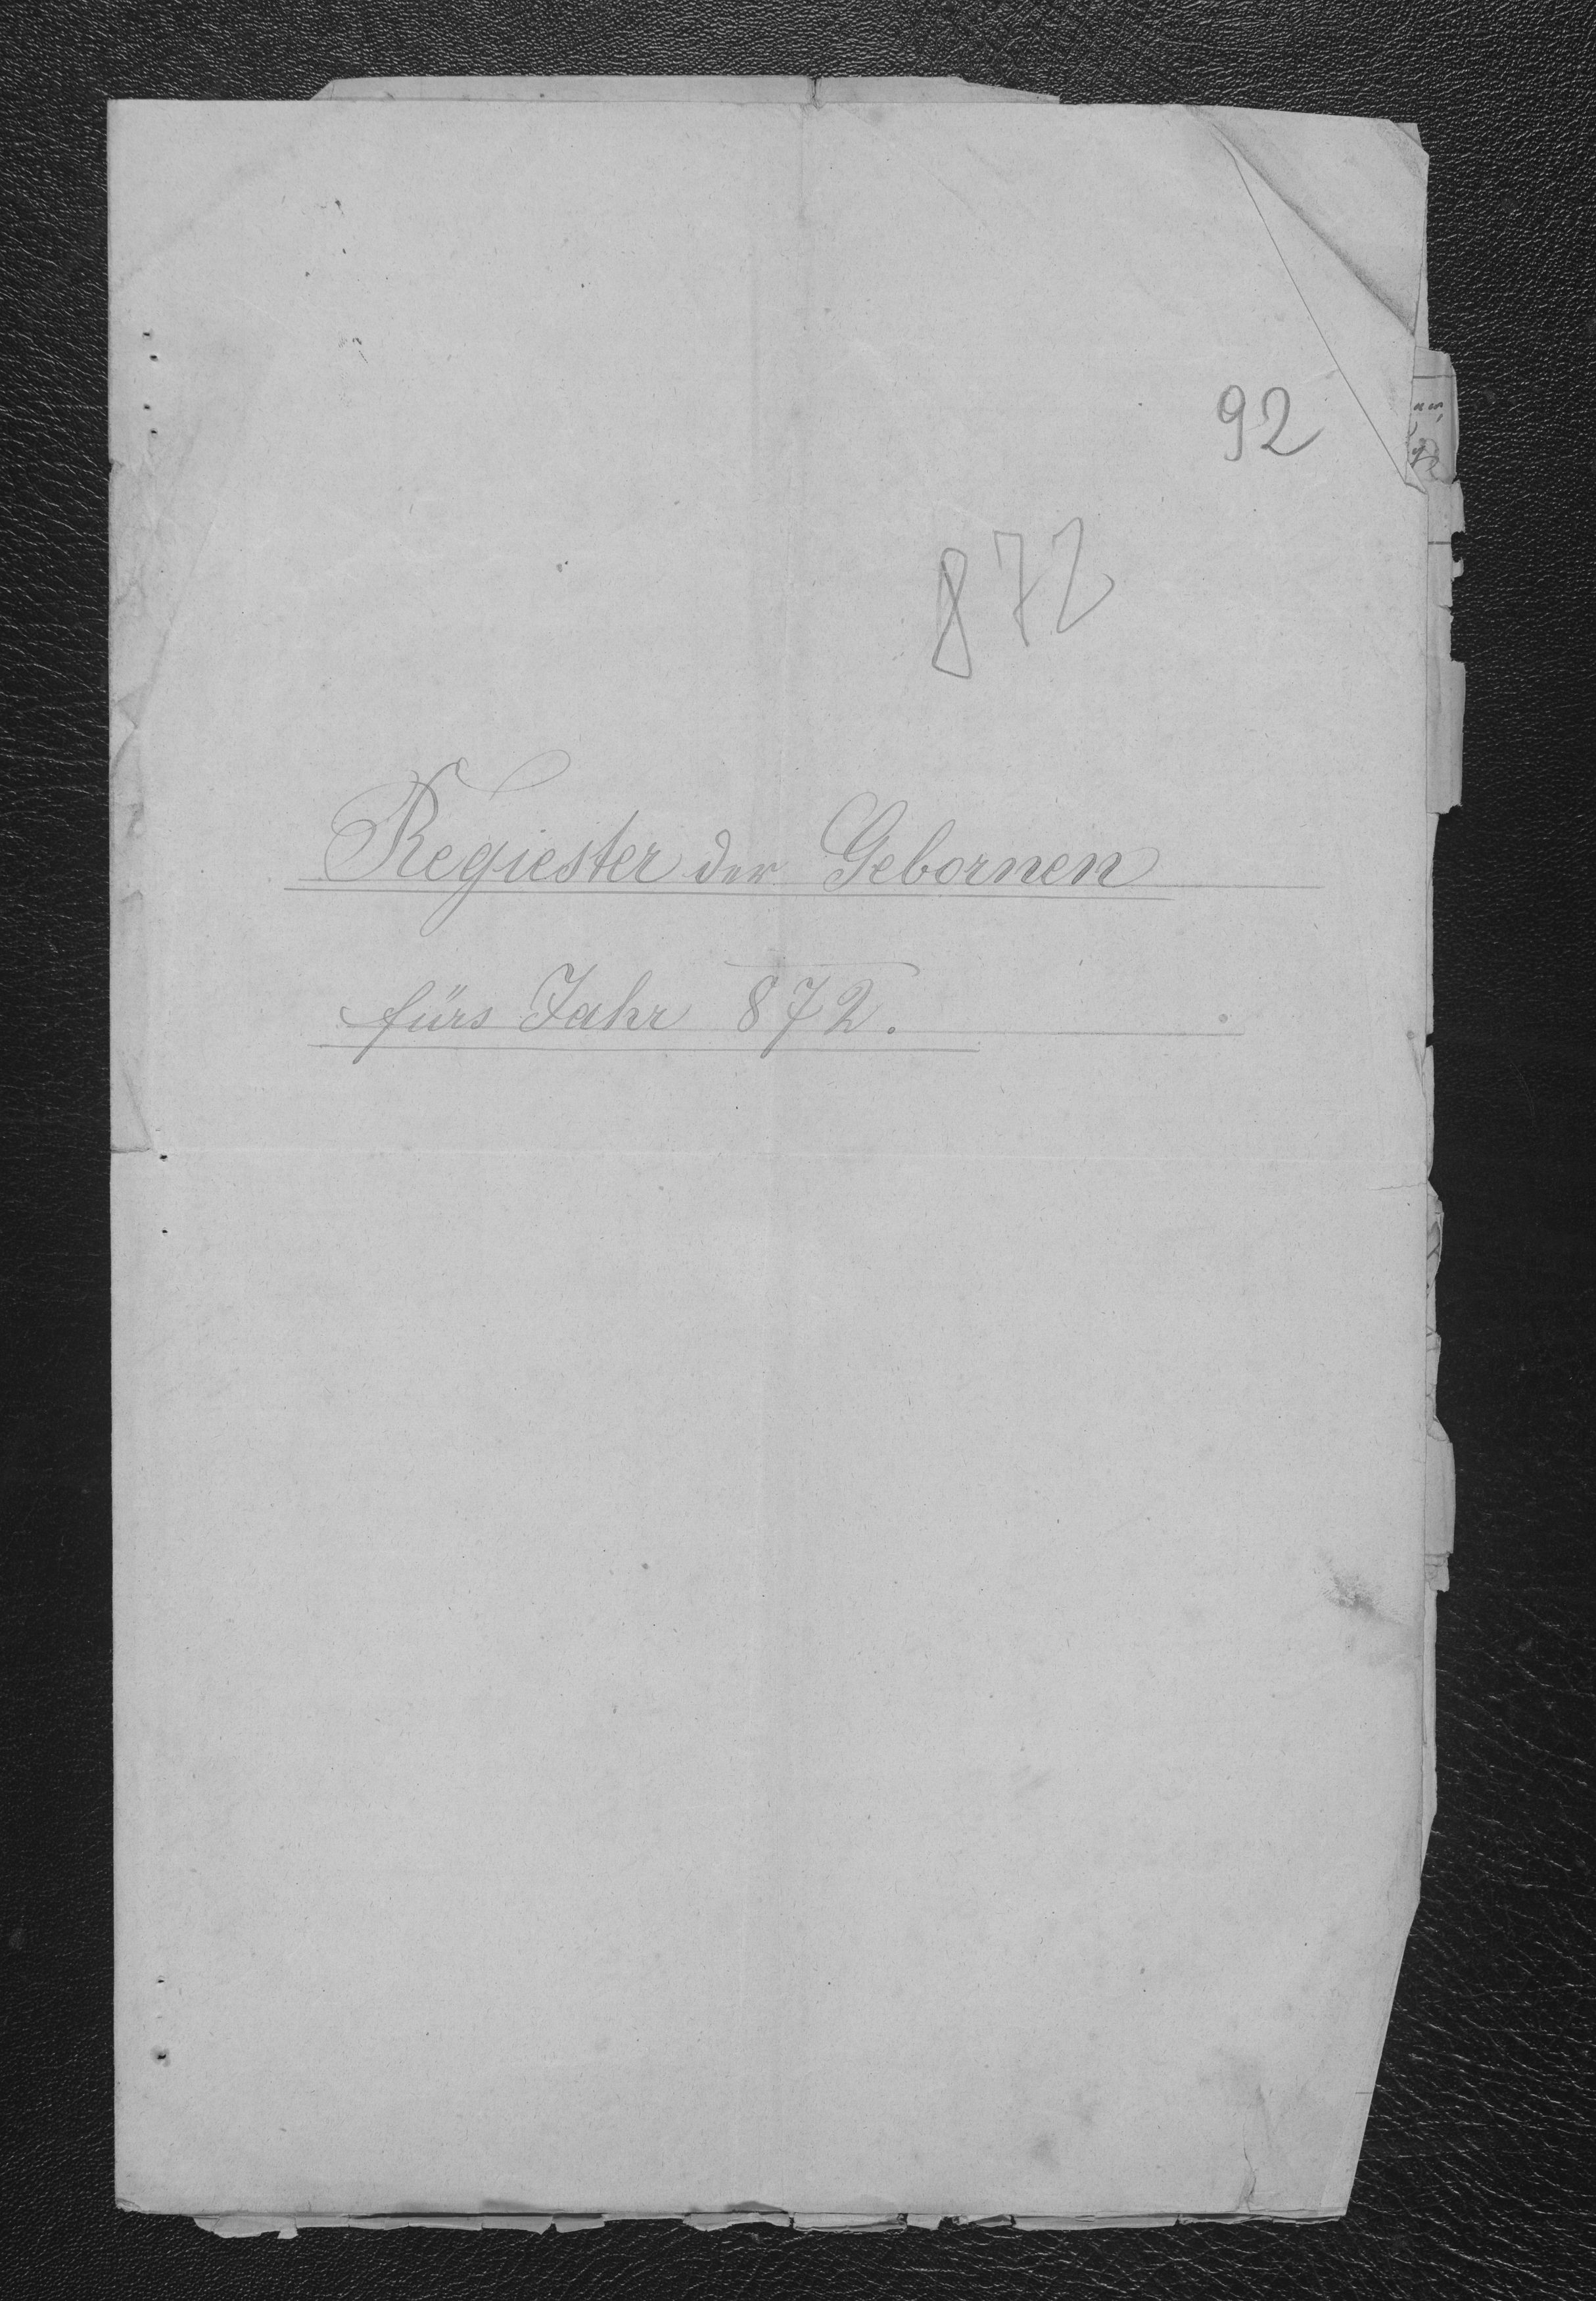 92
872
Regiester der Gebornen
fürs Jahr 872.